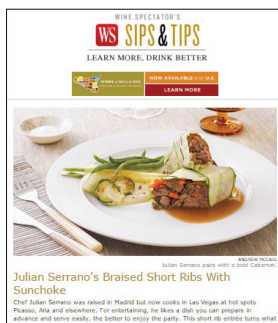 WINE SPECTATOR'S
WS SIPS & TIPS
LEARN MORE, DRINK BETTER
NOW AVAILABLE U.S.
LEARN MORE
ANDREW MCCAUL
Julian Serrano pairs with a bold Cabernet.
Julian Serrano's Braised Short Ribs With
Sunchoke
Chef Julian Serrano was raised in Madrid but now cooks in Las Vegas at hot spots
Picasso, Aria and elsewhere. For entertaining, he likes a dish you can prepare in
advance and serve easily, the better to enjoy the party. This short rib entrée turns what